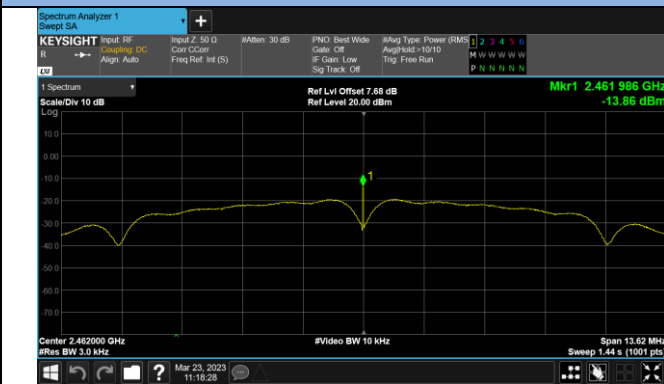 Spectrum Analyzer 1
Swept SA
+
KEYSIGHT Input: RF Input Z: 50 Ω #Atten: 30 dB PNO: Best Wide #Avg Type: Power (RMS 1 2 3 4 5 6
R Coupling: DC Corr CCorr Gate: Off Avg|Hold:>10/10 M W W W W W
Align: Auto Freq Ref: Int (S) IF Gain: Low Trig: Free Run
Sig Track: Off P N N N N N
LXI
1 Spectrum Ref Lvl Offset 7.68 dB Mkr1 2.461 986 GHz
Scale/Div 10 dB Ref Level 20.00 dBm -13.86 dBm
Log
10.0
0.00
-10.0
1
-20.0
-30.0
-40.0
-50.0
-60.0
-70.0
Center 2.462000 GHz #Video BW 10 kHz Span 13.62 MHz
#Res BW 3.0 kHz Sweep 1.44 s (1001 pts)
? Mar 23, 2023
11:18:28